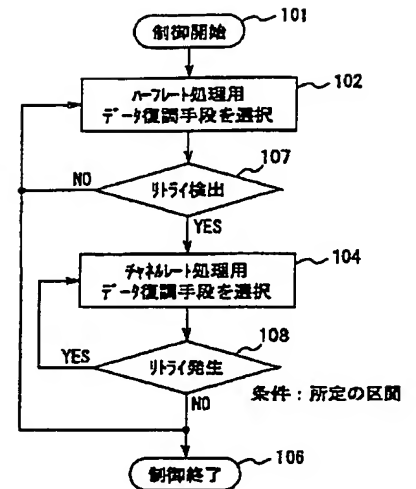 制御開始
101
ハーフレート処理用
データ復調手段を選択
102
リトライ検出
107
NO
YES
チャネルレート処理用
データ復調手段を選択
104
リトライ発生
108
YES
NO
条件：所定の区間
制御終了
106